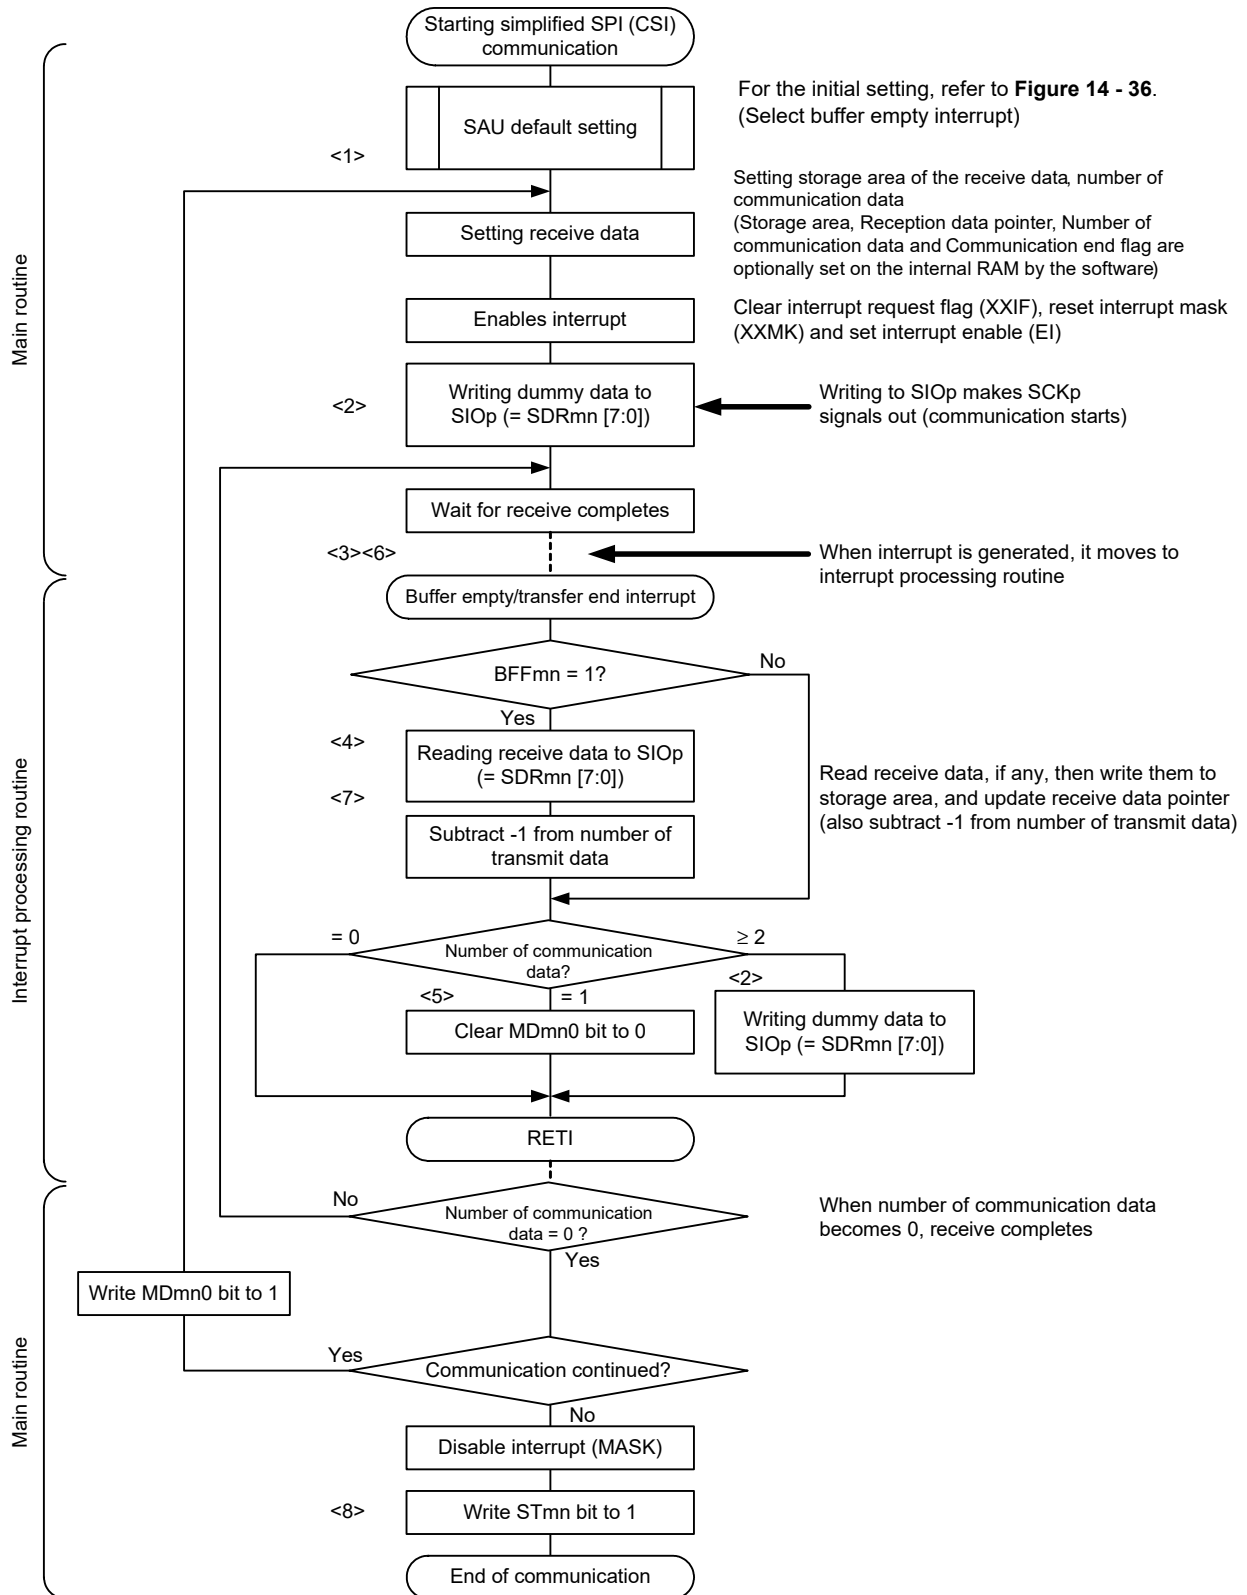 Starting simplified SPI (CSI)
communication
For the initial setting, refer to Figure 14 - 36.
(Select buffer empty interrupt)
SAU default setting
<1>
Setting storage area of the receive data, number of
communication data
(Storage area, Reception data pointer, Number of
communication data and Communication end flag are
optionally set on the internal RAM by the software)
Setting receive data
Main routine
Enables interrupt
Clear interrupt request flag (XXIF), reset interrupt mask
(XXMK) and set interrupt enable (EI)
<2>
Writing dummy data to
SIOp (= SDRmn [7:0])
Writing to SIOp makes SCKp
signals out (communication starts)
Wait for receive completes
<3><6>
When interrupt is generated, it moves to
interrupt processing routine
Buffer empty/transfer end interrupt
BFFmn = 1?
No
Yes
<4>
Reading receive data to SIOp
(= SDRmn [7:0])
<7>
Subtract -1 from number of
transmit data
Read receive data, if any, then write them to
storage area, and update receive data pointer
(also subtract -1 from number of transmit data)
Interrupt processing routine
= 0
Number of communication
data?
≥ 2
<5>
= 1
<2>
Clear MDmn0 bit to 0
Writing dummy data to
SIOp (= SDRmn [7:0])
RETI
No
Number of communication
data = 0 ?
Yes
When number of communication data
becomes 0, receive completes
Write MDmn0 bit to 1
Main routine
Yes
Communication continued?
No
Disable interrupt (MASK)
<8>
Write STmn bit to 1
End of communication